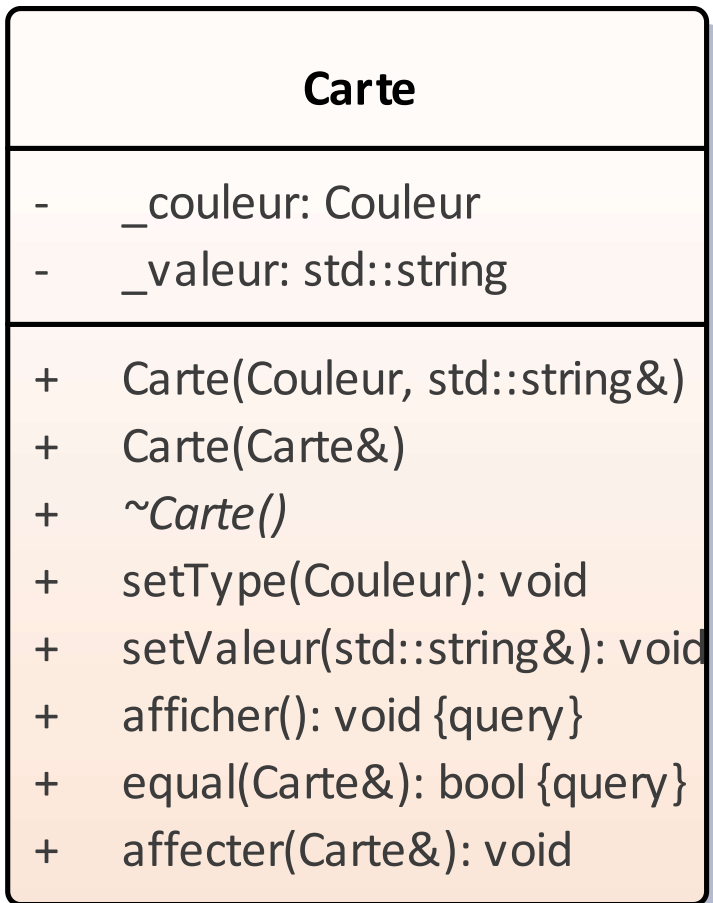 Carte
- _couleur: Couleur
- _valeur: std::string
+ Carte(Couleur, std::string&)
+ Carte(Carte&)
+ ~Carte()
+ setType(Couleur): void
+ setValeur(std::string&): void
+ afficher(): void {query}
+ equal(Carte&): bool {query}
+ affecter(Carte&): void